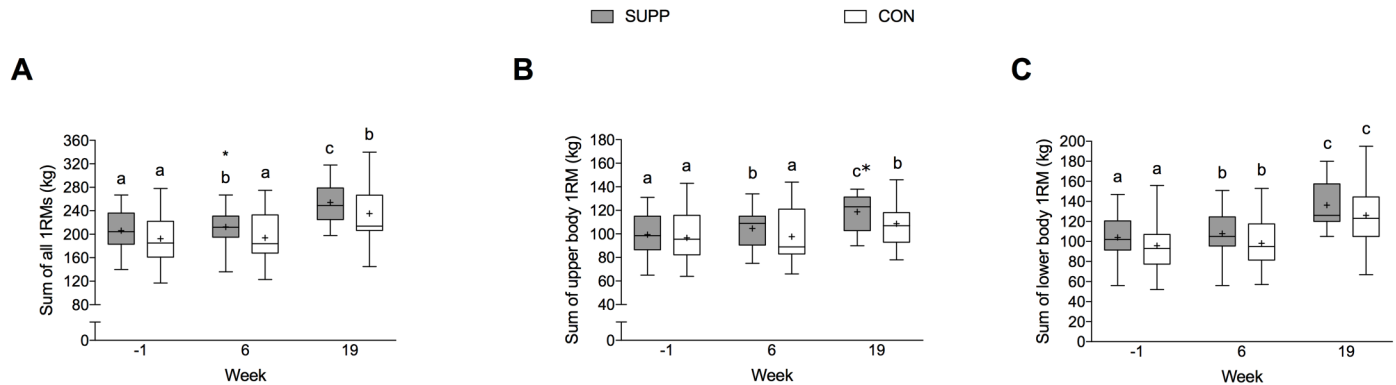 SUPP CON
A
Sum of all 1RMs (kg)
360
320
280
240
200
160
120
80
0
a a * b a c b
-1 6 19
Week
B
Sum of upper body 1RM (kg)
180
160
140
120
100
80
60
40
0
a a b a c* b
-1 6 19
Week
C
Sum of lower body 1RM (kg)
200
180
160
140
120
100
80
60
40
20
0
a a b b c c
-1 6 19
Week